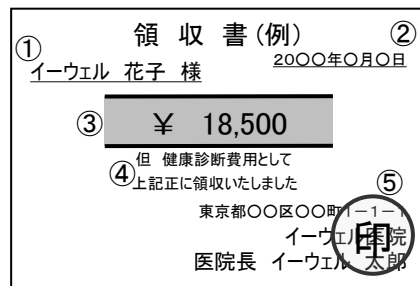 領収書(例)
① ②
イーウェル 花子 様
20〇〇年〇月〇日
③ ¥ 18,500
④ 但 健康診断費用として
上記正に領収いたしました
⑤
東京都〇〇区〇〇町1-1-1
イーウェル医院
医院長 イーウェル 太郎
印